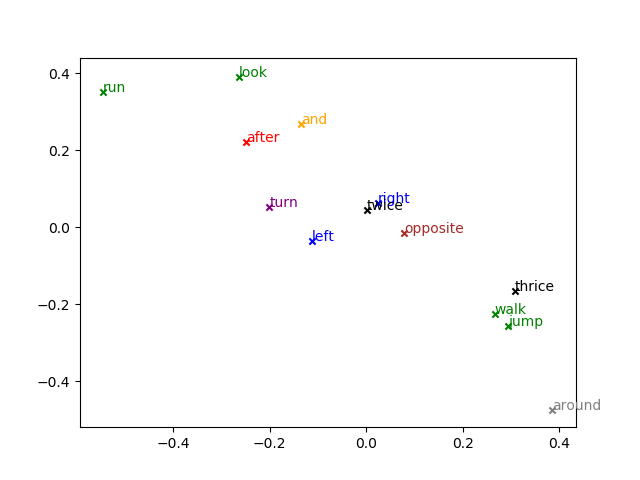 0.4
0.2
0.0
−0.2
−0.4
run
look
and
after
turn
right
twice
left
opposite
thrice
walk
jump
around
−0.4
−0.2
0.0
0.2
0.4